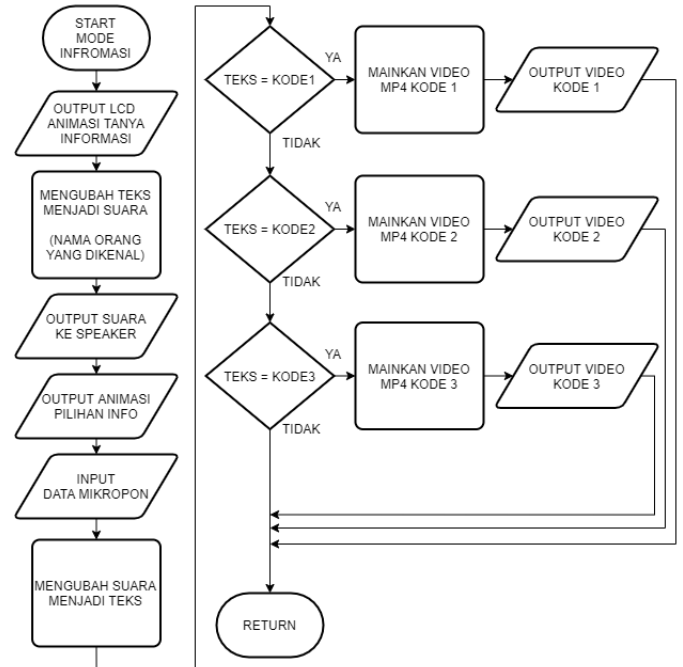 START
MODE
INFROMASI
OUTPUT LCD
ANIMASI TANYA
INFORMASI
MENGUBAH TEKS
MENJADI SUARA
(NAMA ORANG
YANG DIKENAL)
OUTPUT SUARA
KE SPEAKER
OUTPUT ANIMASI
PILIHAN INFO
INPUT
DATA MIKROPON
MENGUBAH SUARA
MENJADI TEKS
TEKS = KODE1
YA
MAINKAN VIDEO
MP4 KODE 1
OUTPUT VIDEO
KODE 1
TIDAK
TEKS = KODE2
YA
MAINKAN VIDEO
MP4 KODE 2
OUTPUT VIDEO
KODE 2
TIDAK
TEKS = KODE3
YA
MAINKAN VIDEO
MP4 KODE 3
OUTPUT VIDEO
KODE 3
TIDAK
RETURN